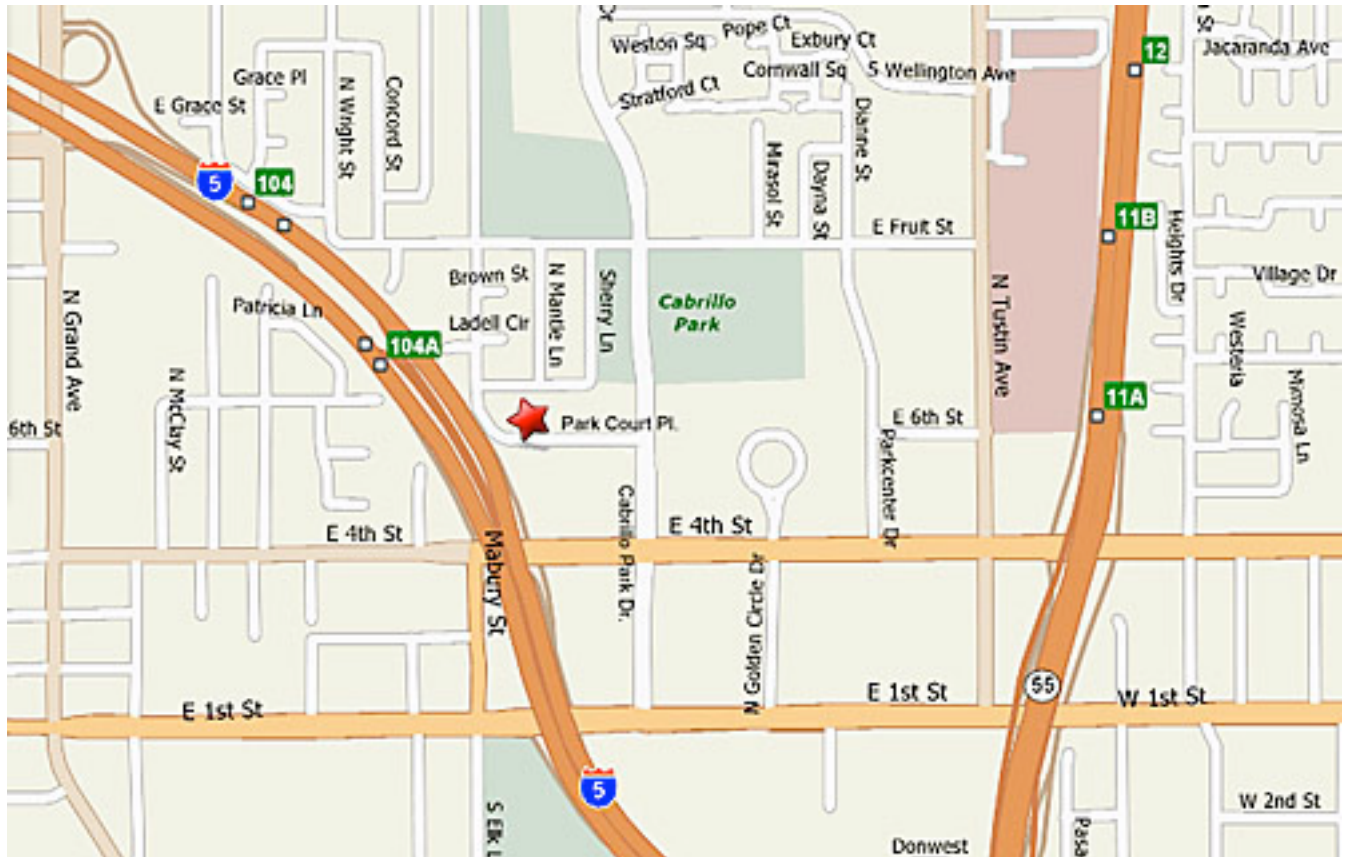 Dr
Pope Ct
Weston Sq
Exbury Ct
St
12
Jacaranda Ave
Grace Pl
Cornwall Sq
S Wellington Ave
E Grace St
N Wright St
Concord St
Stratford Ct
Dianne St
Mirasol St
Dayna St
5
104
11B
E Fruit St
Heights Dr
Brown St
N Mantle Ln
Sherry Ln
Village Dr
N Grand Ave
Patricia Ln
Cabrillo
Park
N Tustin Ave
Ladell Cir
Westeria
104A
N McClay St
Mimosa Ln
11A
6th St
Park Court Pl.
E 6th St
Parkcenter Dr
Cabrillo Park Dr.
E 4th St
E 4th St
Mabury St
N Golden Circle Dr
55
E 1st St
E 1st St
W 1st St
5
S Elk L
W 2nd St
Pasa
Donwest